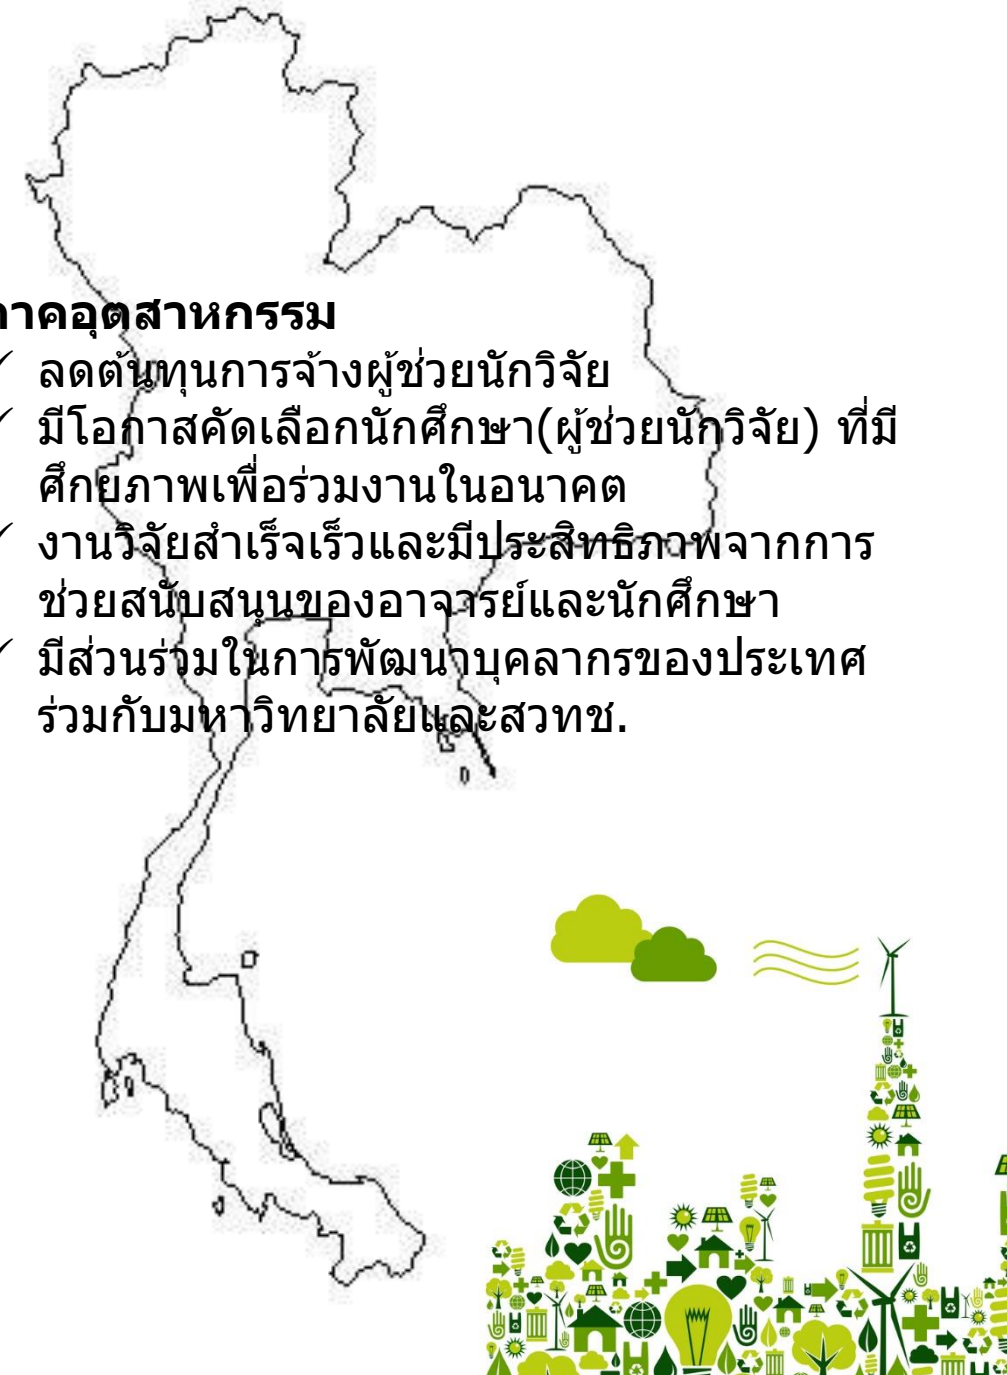 ภาคอุตสาหกรรม
✓ ลดต้นทุนการจ้างผู้ช่วยนักวิจัย
✓ มีโอกาสคัดเลือกนักศึกษา(ผู้ช่วยนักวิจัย) ที่มี
ศักยภาพเพื่อร่วมงานในอนาคต
✓ งานวิจัยสำเร็จเร็วและมีประสิทธิภาพจากการ
ช่วยสนับสนุนของอาจารย์และนักศึกษา
✓ มีส่วนร่วมในการพัฒนาบุคลากรของประเทศ
ร่วมกับมหาวิทยาลัยและสวทช.